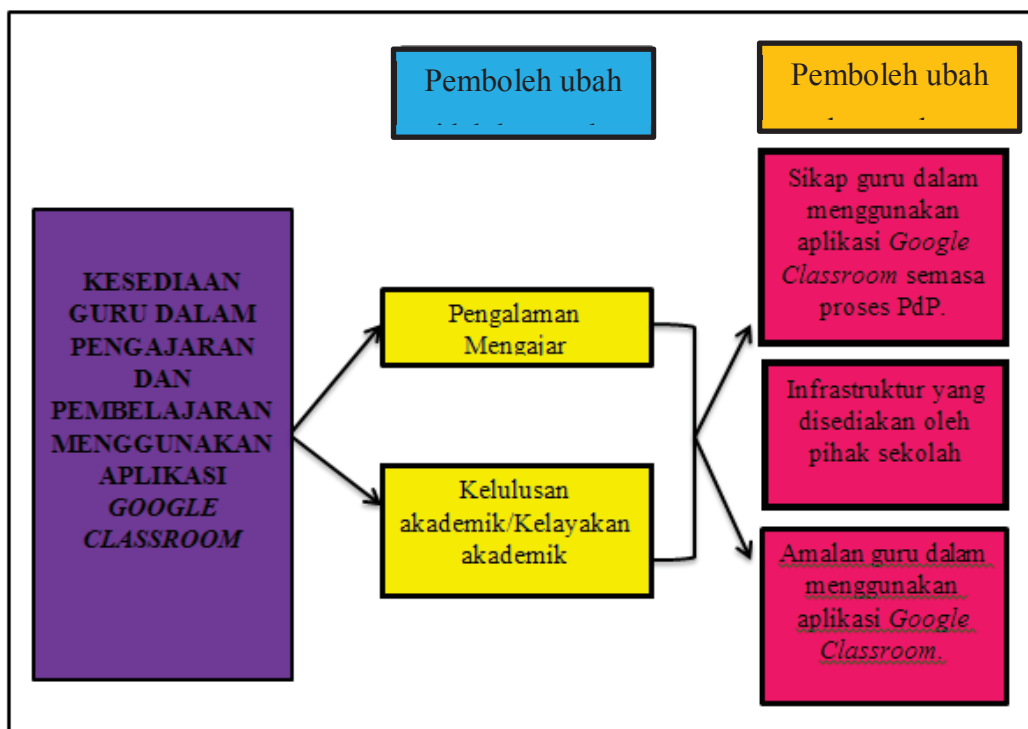 Pemboleh ubah
Pemboleh ubah
KESEDIAAN
GURU DALAM
PENGAJARAN
DAN
PEMBELAJARAN
MENGGUNAKAN
APLIKASI
GOOGLE
CLASSROOM
Pengalaman
Mengajar
Kelulusan
akademik/Kelayakan
akademik
Sikap guru dalam
menggunakan
aplikasi Google
Classroom semasa
proses PdP.
Infrastruktur yang
disediakan oleh
pihak sekolah
Amalan guru dalam
menggunakan
aplikasi Google
Classroom.